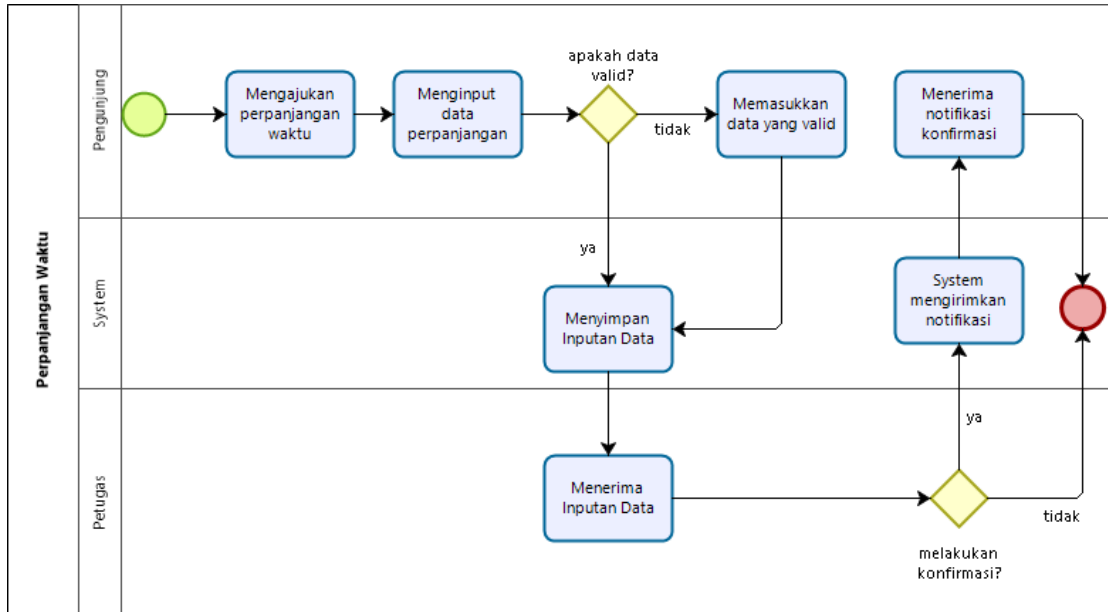 Perpanjangan Waktu
Pengunjung
Mengajukan
perpanjangan
waktu
Menginput
data
perpanjangan
apakah data
valid?
tidak
Memasukkan
data yang valid
Menerima
notifikasi
konfirmasi
System
ya
Menyimpan
Inputan Data
System
mengirimkan
notifikasi
Petugas
Menerima
Inputan Data
ya
tidak
melakukan
konfirmasi?